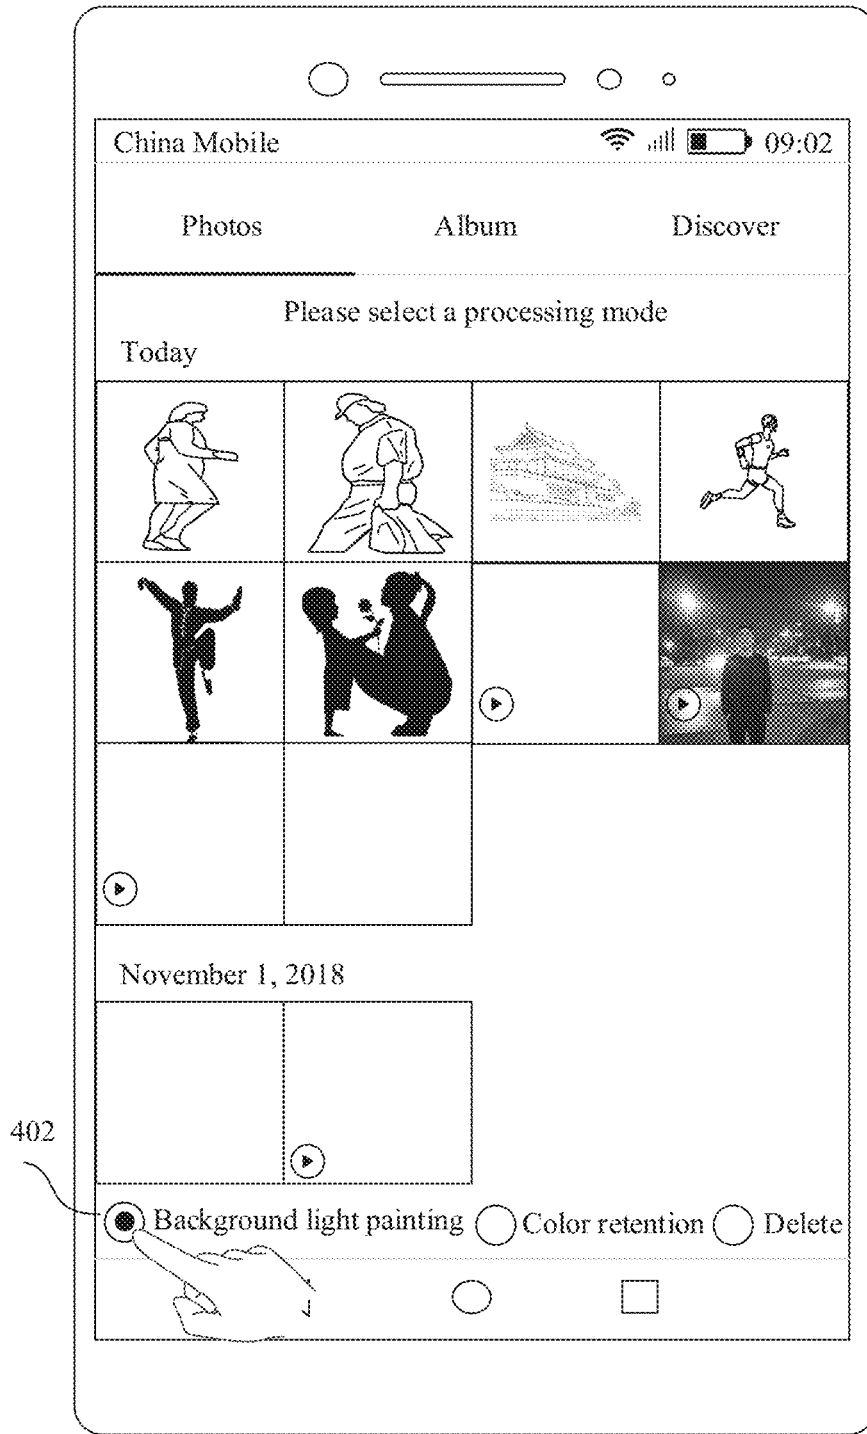 China Mobile 09:02
Photos Album Discover
Please select a processing mode
Today
November 1, 2018
402
Background light painting Color retention Delete